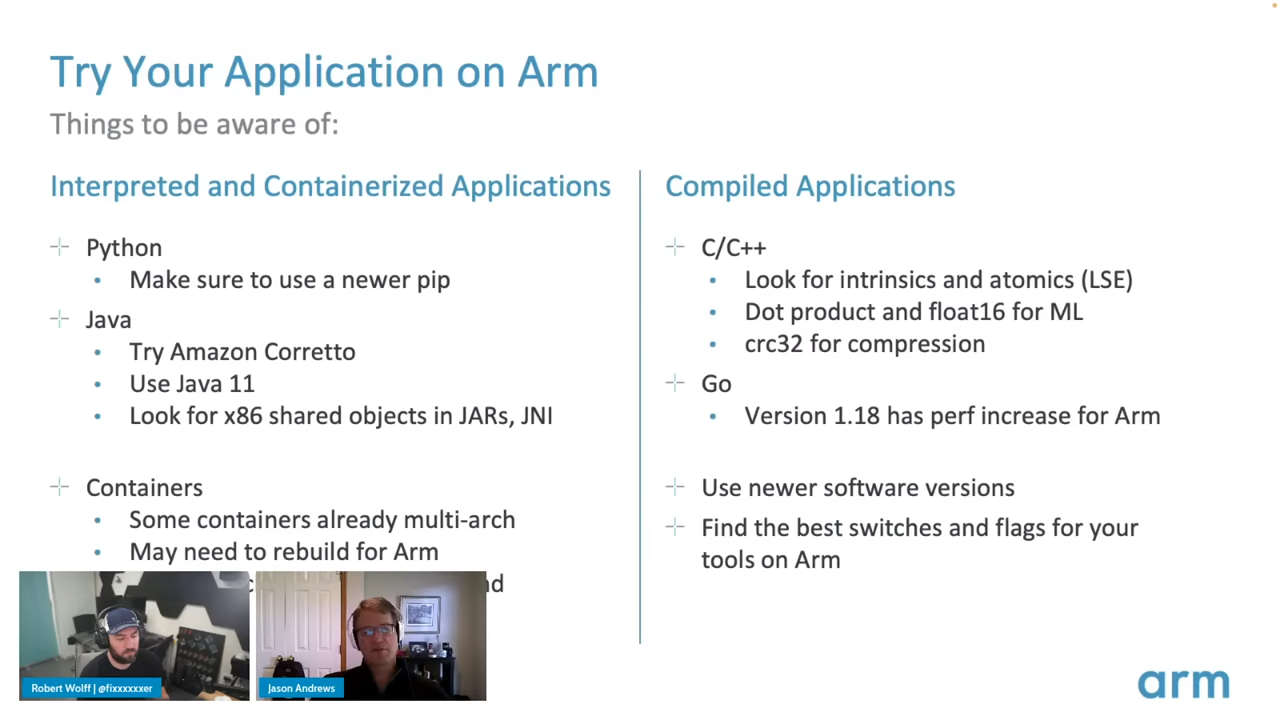 Try Your Application on Arm
Things to be aware of:
Interpreted and Containerized Applications
Python
Make sure to use a newer pip
Java
Try Amazon Corretto
Use Java 11
Look for x86 shared objects in JARs, JNI
Containers
Some containers already multi-arch
May need to rebuild for Arm
Compiled Applications
C/C++
Look for intrinsics and atomics (LSE)
Dot product and float16 for ML
crc32 for compression
Go
Version 1.18 has perf increase for Arm
Use newer software versions
Find the best switches and flags for your
tools on Arm
Robert Wolff | @fixxxxxxer
Jason Andrews
arm